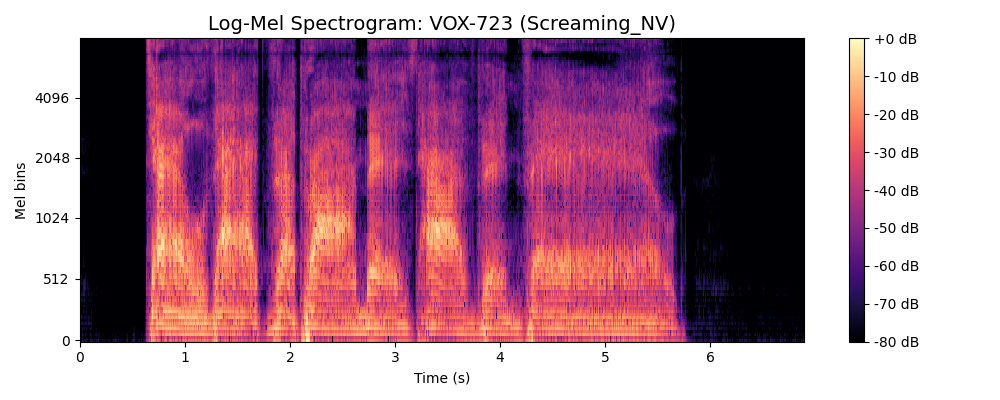 Log-Mel Spectrogram: VOX-723 (Screaming_NV)
Mel bins
4096
2048
1024
512
0
0 1 2 3 4 5 6
Time (s)
+0 dB
-10 dB
-20 dB
-30 dB
-40 dB
-50 dB
-60 dB
-70 dB
-80 dB